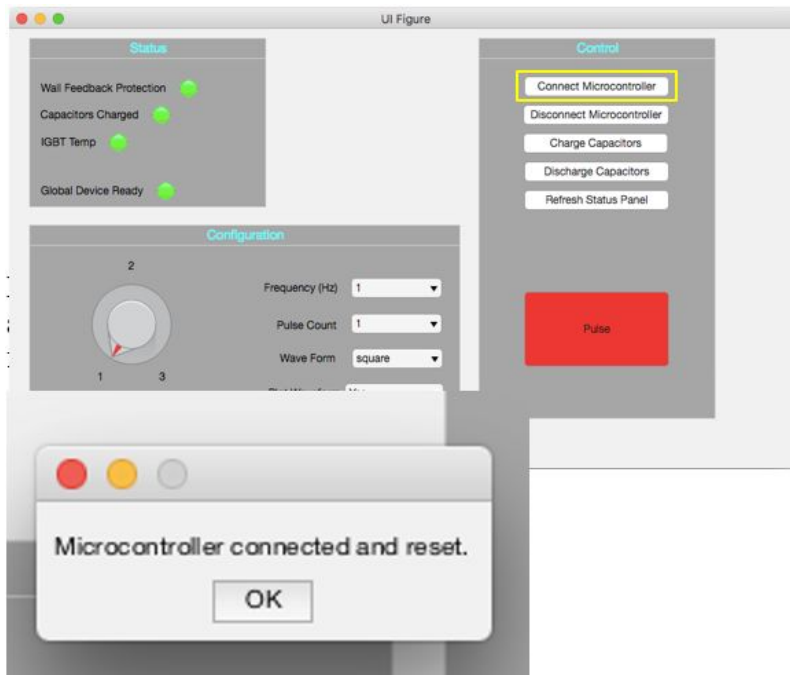 UI Figure
Status
Wall Feedback Protection
Capacitors Charged
IGBT Temp
Global Device Ready
Control
Connect Microcontroller
Disconnect Microcontroller
Charge Capacitors
Discharge Capacitors
Refresh Status Panel
Pulse
Configuration
2
1 3
Frequency (Hz) 1
Pulse Count 1
Wave Form square
Microcontroller connected and reset.
OK